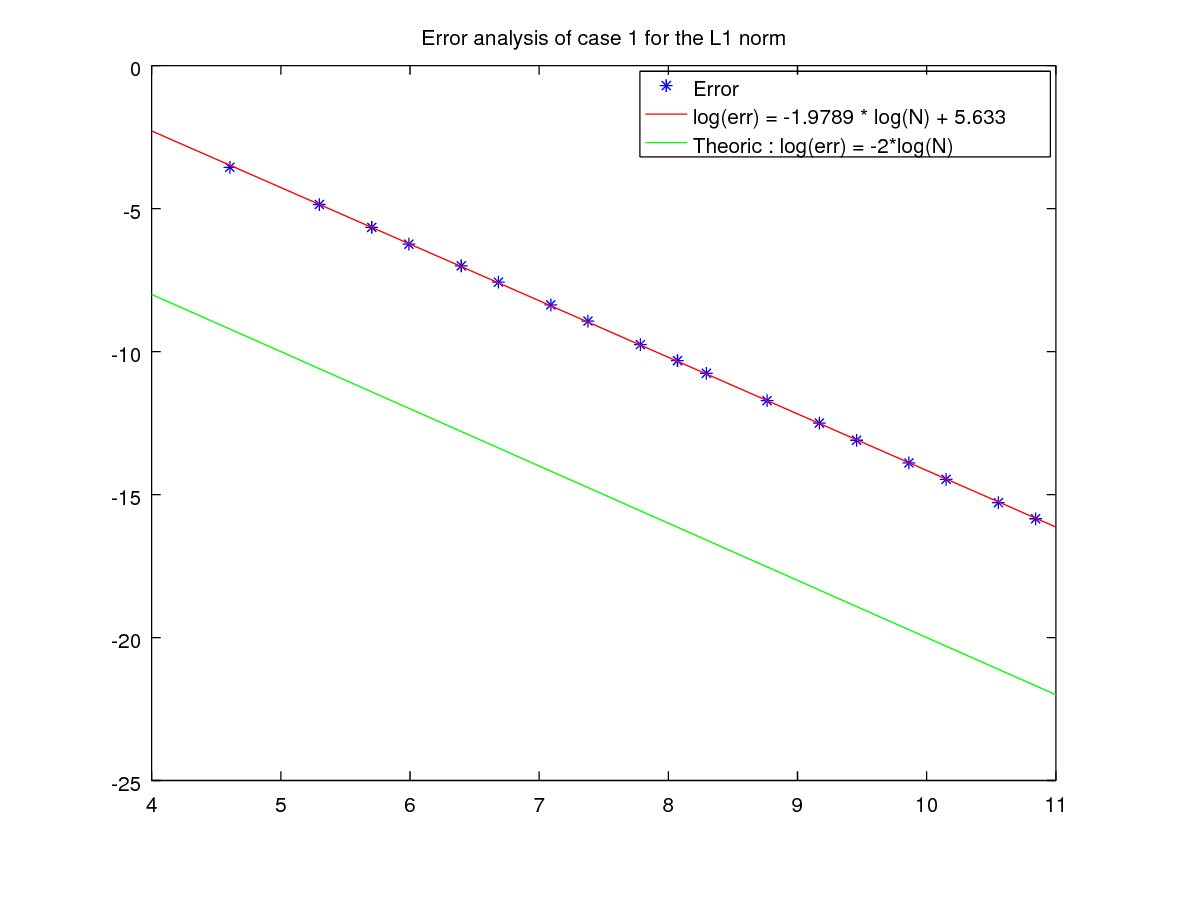 Error analysis of case 1 for the L1 norm
0
-5
-10
-15
-20
-25
Error
log(err) = -1.9789 * log(N) + 5.633
Theoric : log(err) = -2*log(N)
4 5 6 7 8 9 10 11